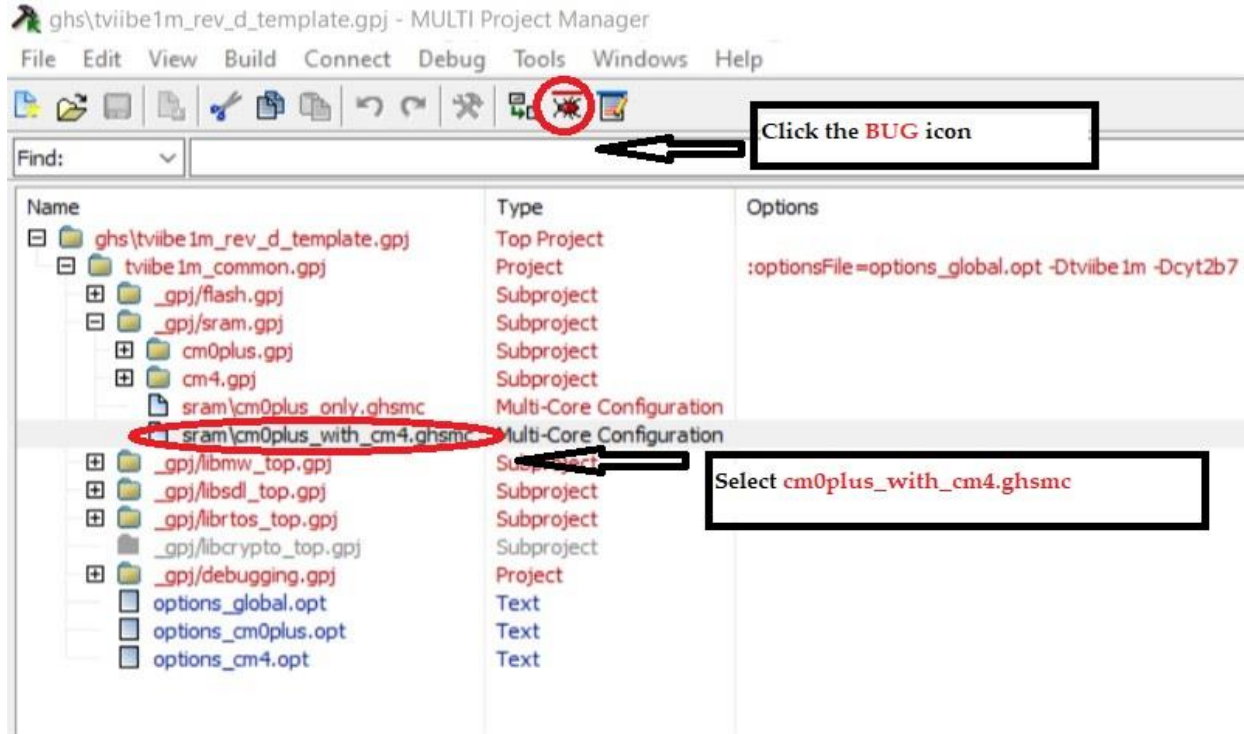 ghs\tviibe1m_rev_d_template.gpj - MULTI Project Manager
File Edit View Build Connect Debug Tools Windows Help
Click the BUG icon
Find:
Name Type Options
ghs\tviibe1m_rev_d_template.gpj Top Project
tviibe1m_common.gpj Project :optionsFile=options_global.opt -Dtviibe1m -Dcyt2b7
_gpj/flash.gpj Subproject
_gpj/sram.gpj Subproject
cm0plus.gpj Subproject
cm4.gpj Subproject
sram\cm0plus_only.ghsmc Multi-Core Configuration
sram\cm0plus_with_cm4.ghsmc Multi-Core Configuration
_gpj/libmw_top.gpj Subproject
Select cm0plus_with_cm4.ghsmc
_gpj/libsdl_top.gpj Subproject
_gpj/librtos_top.gpj Subproject
_gpj/libcrypto_top.gpj Subproject
_gpj/debugging.gpj Project
options_global.opt Text
options_cm0plus.opt Text
options_cm4.opt Text